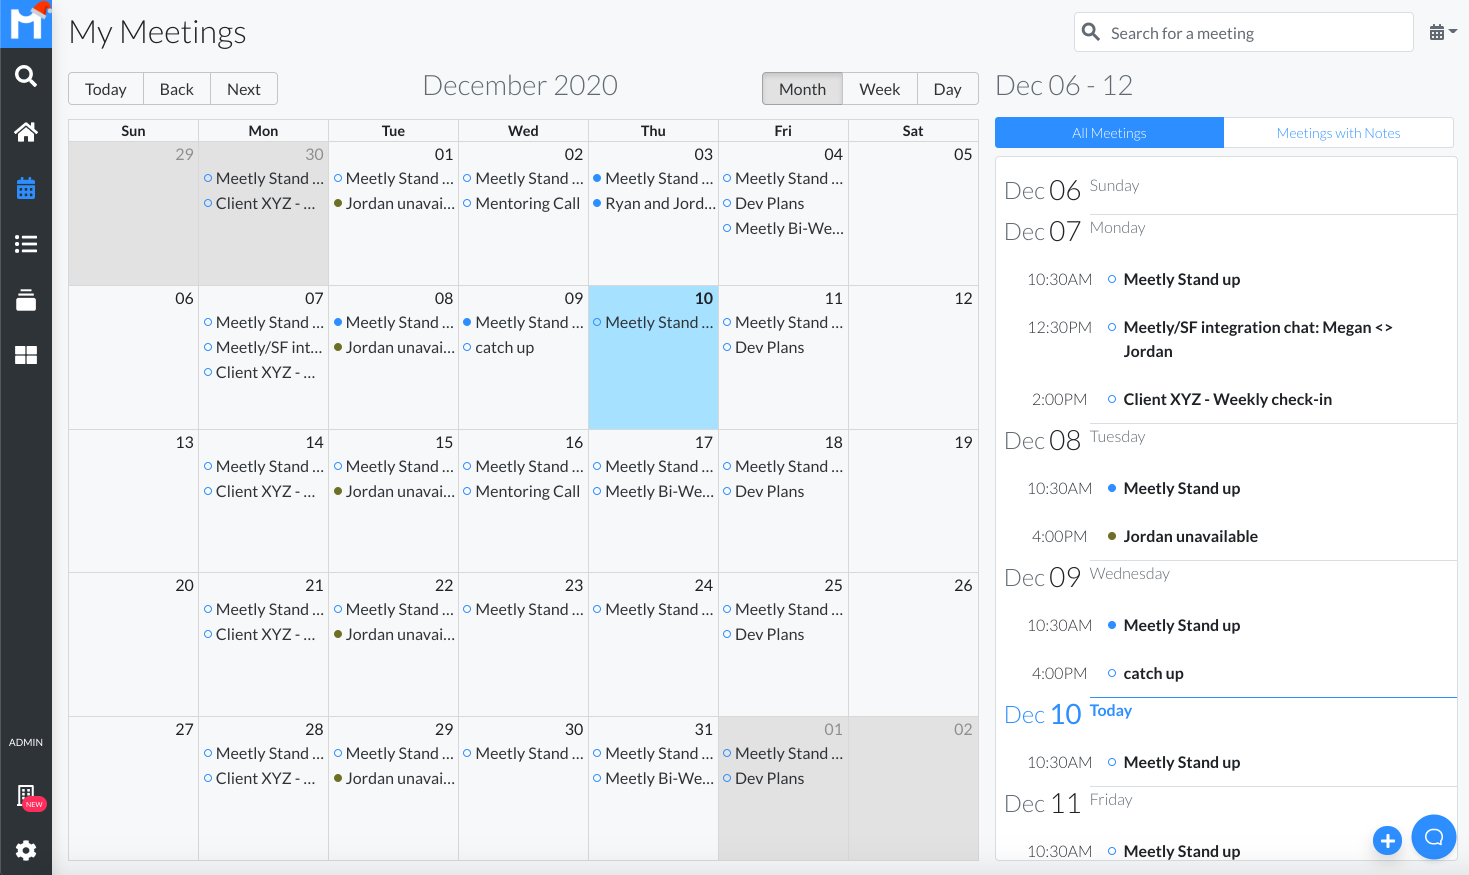 My Meetings
Search for a meeting
Today Back Next
December 2020
Month Week Day
Dec 06 - 12
Sun Mon Tue Wed Thu Fri Sat
29 30 01 02 03 04 05
Meetly Stand ... Meetly Stand ... Meetly Stand ... Meetly Stand ... Meetly Stand ...
Client XYZ - ... Jordan unavai... Mentoring Call Ryan and Jord... Dev Plans
Meetly Bi-We...
06 07 08 09 10 11 12
Meetly Stand ... Meetly Stand ... Meetly Stand ... Meetly Stand ... Meetly Stand ...
Meetly/SF int... Jordan unavai... catch up Dev Plans
Client XYZ - ...
13 14 15 16 17 18 19
Meetly Stand ... Meetly Stand ... Meetly Stand ... Meetly Stand ... Meetly Stand ...
Client XYZ - ... Jordan unavai... Mentoring Call Meetly Bi-We... Dev Plans
20 21 22 23 24 25 26
Meetly Stand ... Meetly Stand ... Meetly Stand ... Meetly Stand ... Meetly Stand ...
Client XYZ - ... Jordan unavai... Dev Plans
27 28 29 30 31 01 02
Meetly Stand ... Meetly Stand ... Meetly Stand ... Meetly Stand ... Meetly Stand ...
Client XYZ - ... Jordan unavai... Meetly Bi-We... Dev Plans
All Meetings Meetings with Notes
Dec 06 Sunday
Dec 07 Monday
10:30AM Meetly Stand up
12:30PM Meetly/SF integration chat: Megan <>
Jordan
2:00PM Client XYZ - Weekly check-in
Dec 08 Tuesday
10:30AM Meetly Stand up
4:00PM Jordan unavailable
Dec 09 Wednesday
10:30AM Meetly Stand up
4:00PM catch up
Dec 10 Today
10:30AM Meetly Stand up
Dec 11 Friday
10:30AM Meetly Stand up
ADMIN
NEW